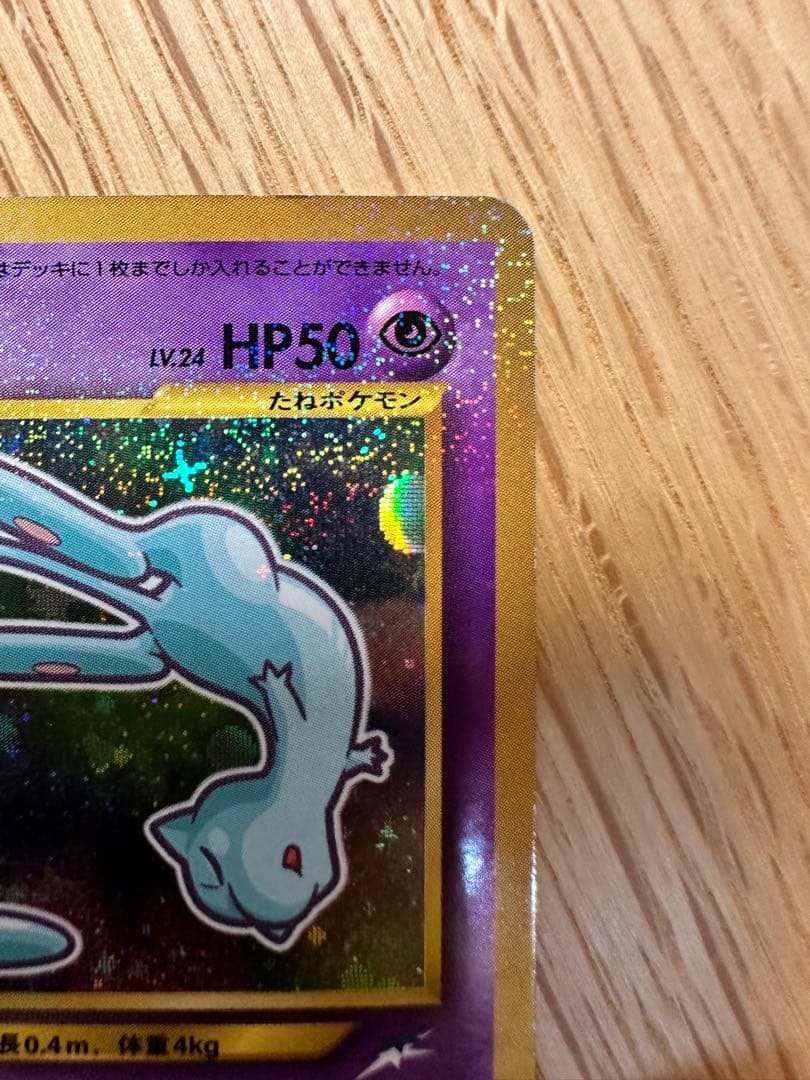 はデッキに1枚までしか入れることができません。
LV.24 HP50
たねポケモン
長0.4m、体重4kg